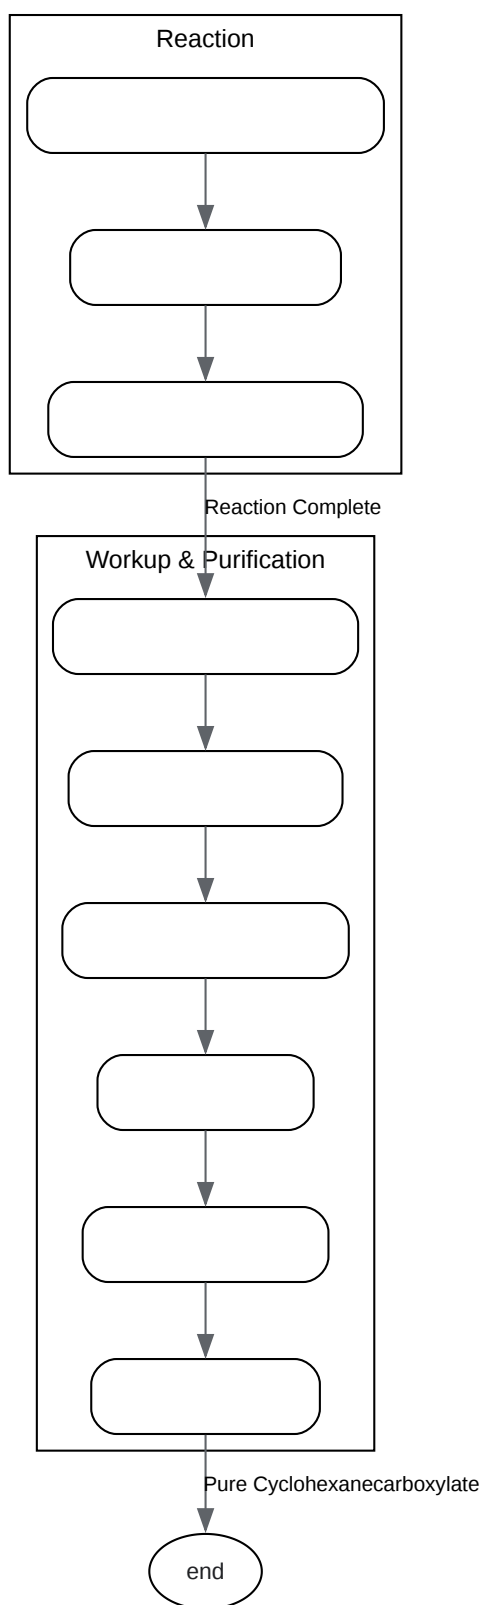 Reaction
Reaction Complete
Workup & Purification
Pure Cyclohexanecarboxylate
end